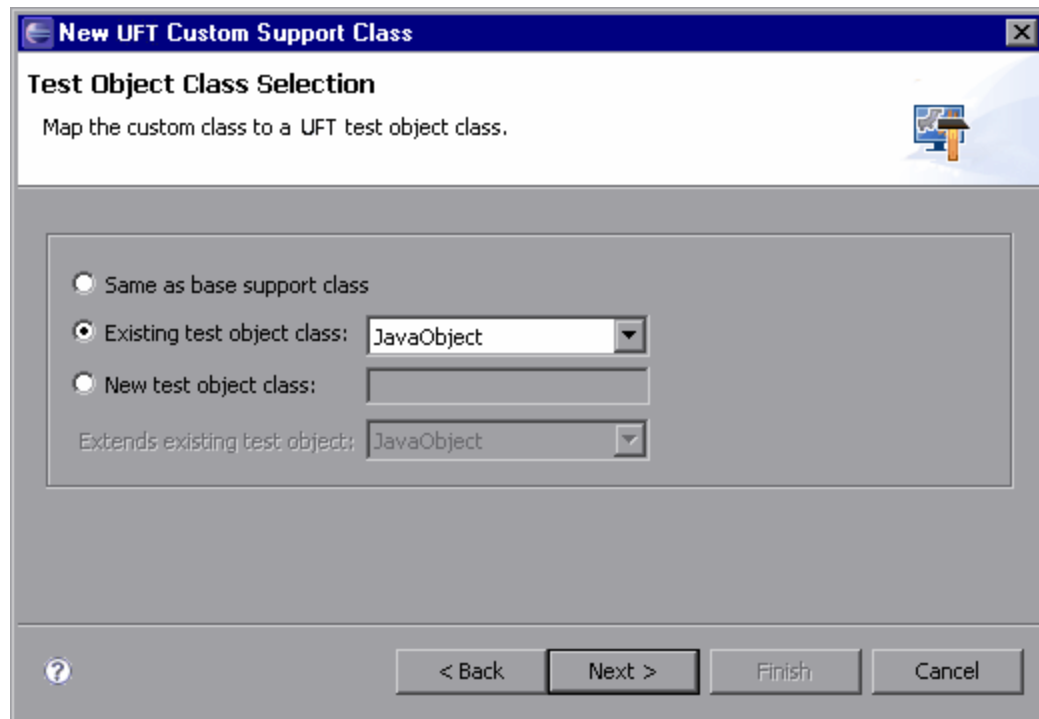 New UFT Custom Support Class
Test Object Class Selection
Map the custom class to a UFT test object class.
Same as base support class
Existing test object class: JavaObject
New test object class:
Extends existing test object: JavaObject
? < Back Next > Finish Cancel